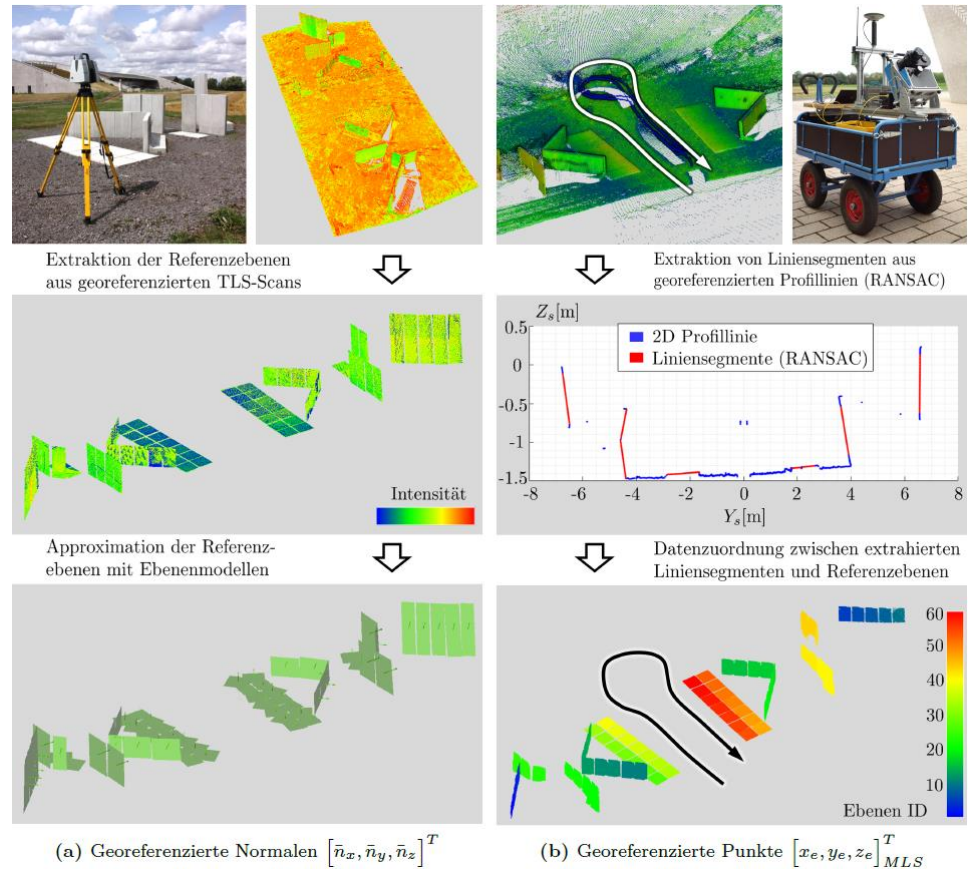 Extraktion der Referenzebenen
aus georeferenzierten TLS-Scans
Extraktion von Liniensegmenten aus
georeferenzierten Profillinien (RANSAC)
Intensität
Z_s[m]
0.5
0
-0.5
-1
-1.5
2D Profillinie
Liniensegmente (RANSAC)
-8 -6 -4 -2 0 2 4 6 8
Y_s[m]
Approximation der Referenz-
ebenen mit Ebenenmodellen
Datenzuordnung zwischen extrahierten
Liniensegmenten und Referenzebenen
60
50
40
30
20
10
Ebenen ID
(a) Georeferenzierte Normalen [n̄_x, n̄_y, n̄_z]^T
(b) Georeferenzierte Punkte [x_e, y_e, z_e]^T_MLS